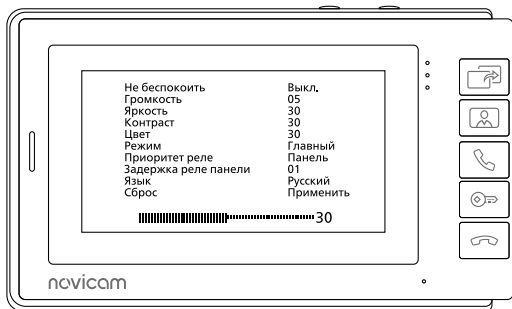 Не беспокоить Выкл.
Громкость 05
Яркость 30
Контраст 30
Цвет 30
Режим Главный
Приоритет реле Панель
Задержка реле панели 01
Язык Русский
Сброс Применить
30
novicam